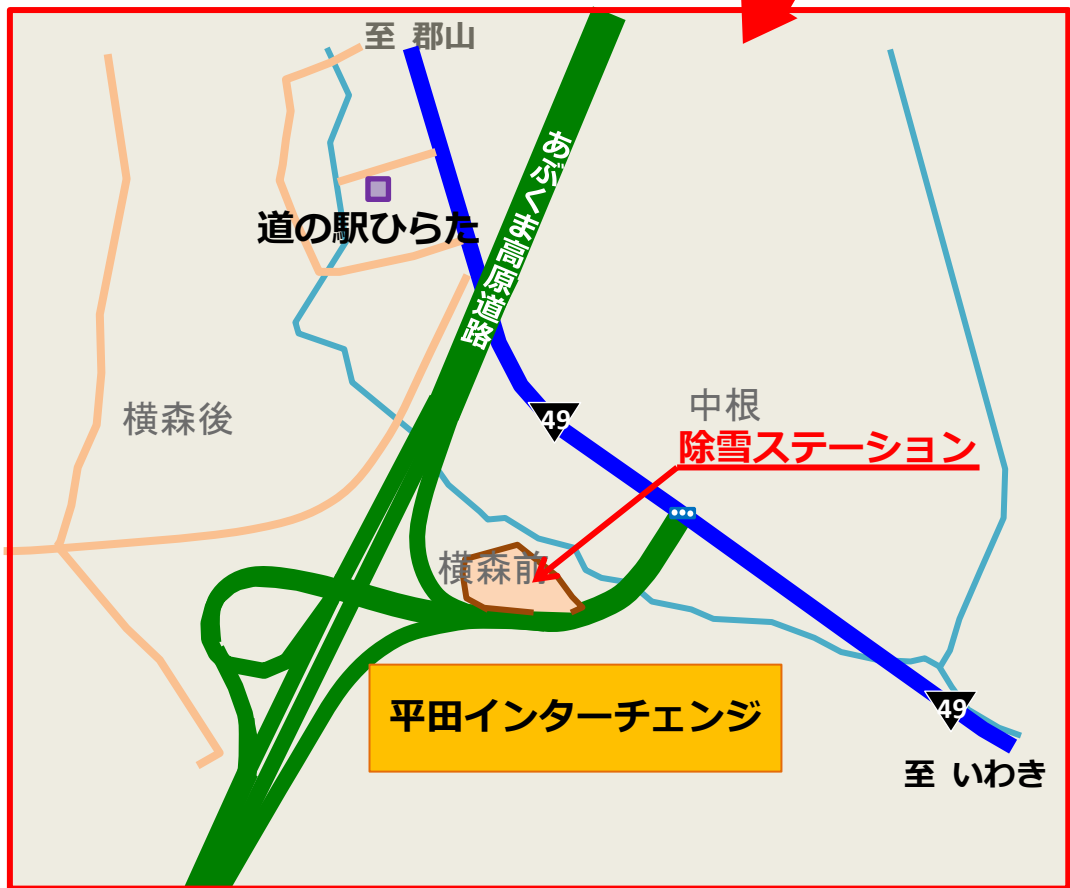 至 郡山
あぶくま高原道路
道の駅ひらた
横森後
中根
49
除雪ステーション
横森前
平田インターチェンジ
49
至 いわき